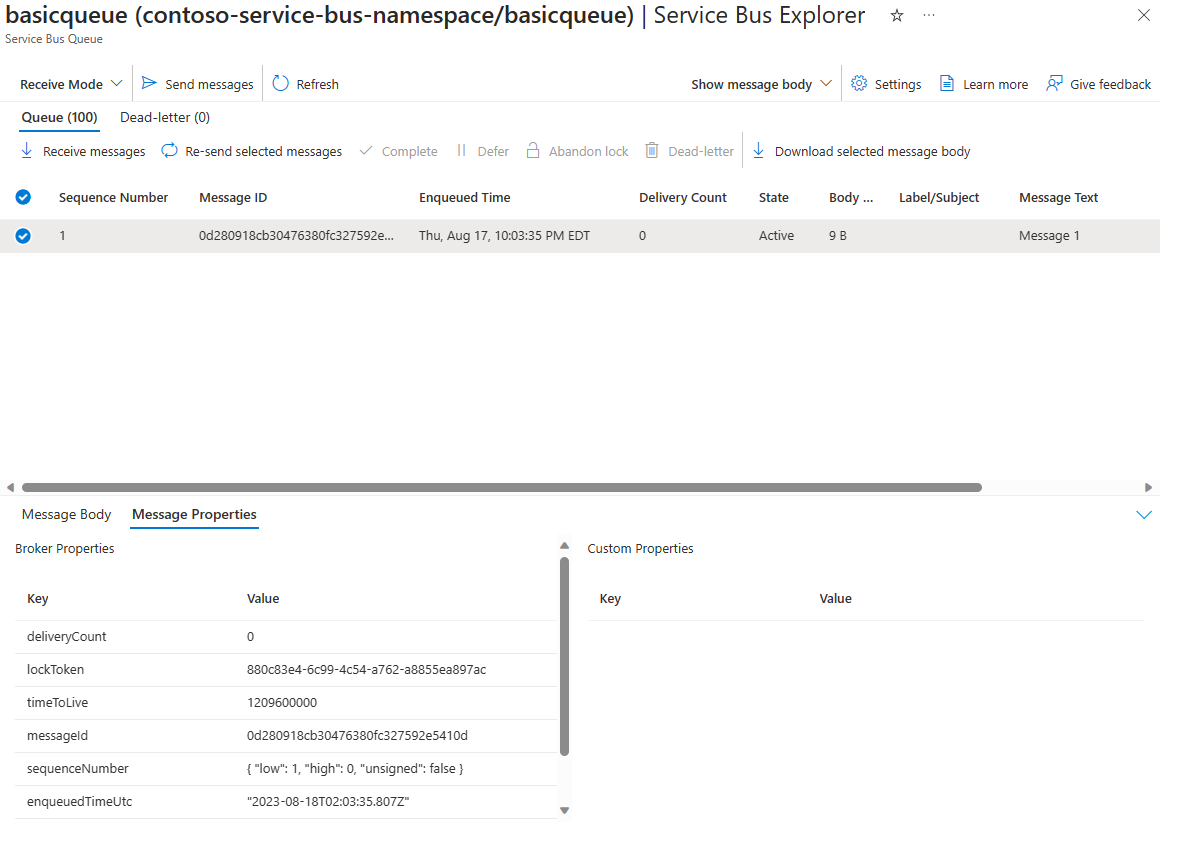 basicqueue (contoso-service-bus-namespace/basicqueue) | Service Bus Explorer
Service Bus Queue
Receive Mode Send messages Refresh Show message body Settings Learn more Give feedback
Queue (100) Dead-letter (0)
Receive messages Re-send selected messages Complete Defer Abandon lock Dead-letter Download selected message body
Sequence Number Message ID Enqueued Time Delivery Count State Body ... Label/Subject Message Text
1 0d280918cb30476380fc327592e... Thu, Aug 17, 10:03:35 PM EDT 0 Active 9 B Message 1
Message Body Message Properties
Broker Properties Custom Properties
Key Value Key Value
deliveryCount 0
lockToken 880c83e4-6c99-4c54-a762-a8855ea897ac
timeToLive 1209600000
messageId 0d280918cb30476380fc327592e5410d
sequenceNumber { "low": 1, "high": 0, "unsigned": false }
enqueuedTimeUtc "2023-08-18T02:03:35.807Z"